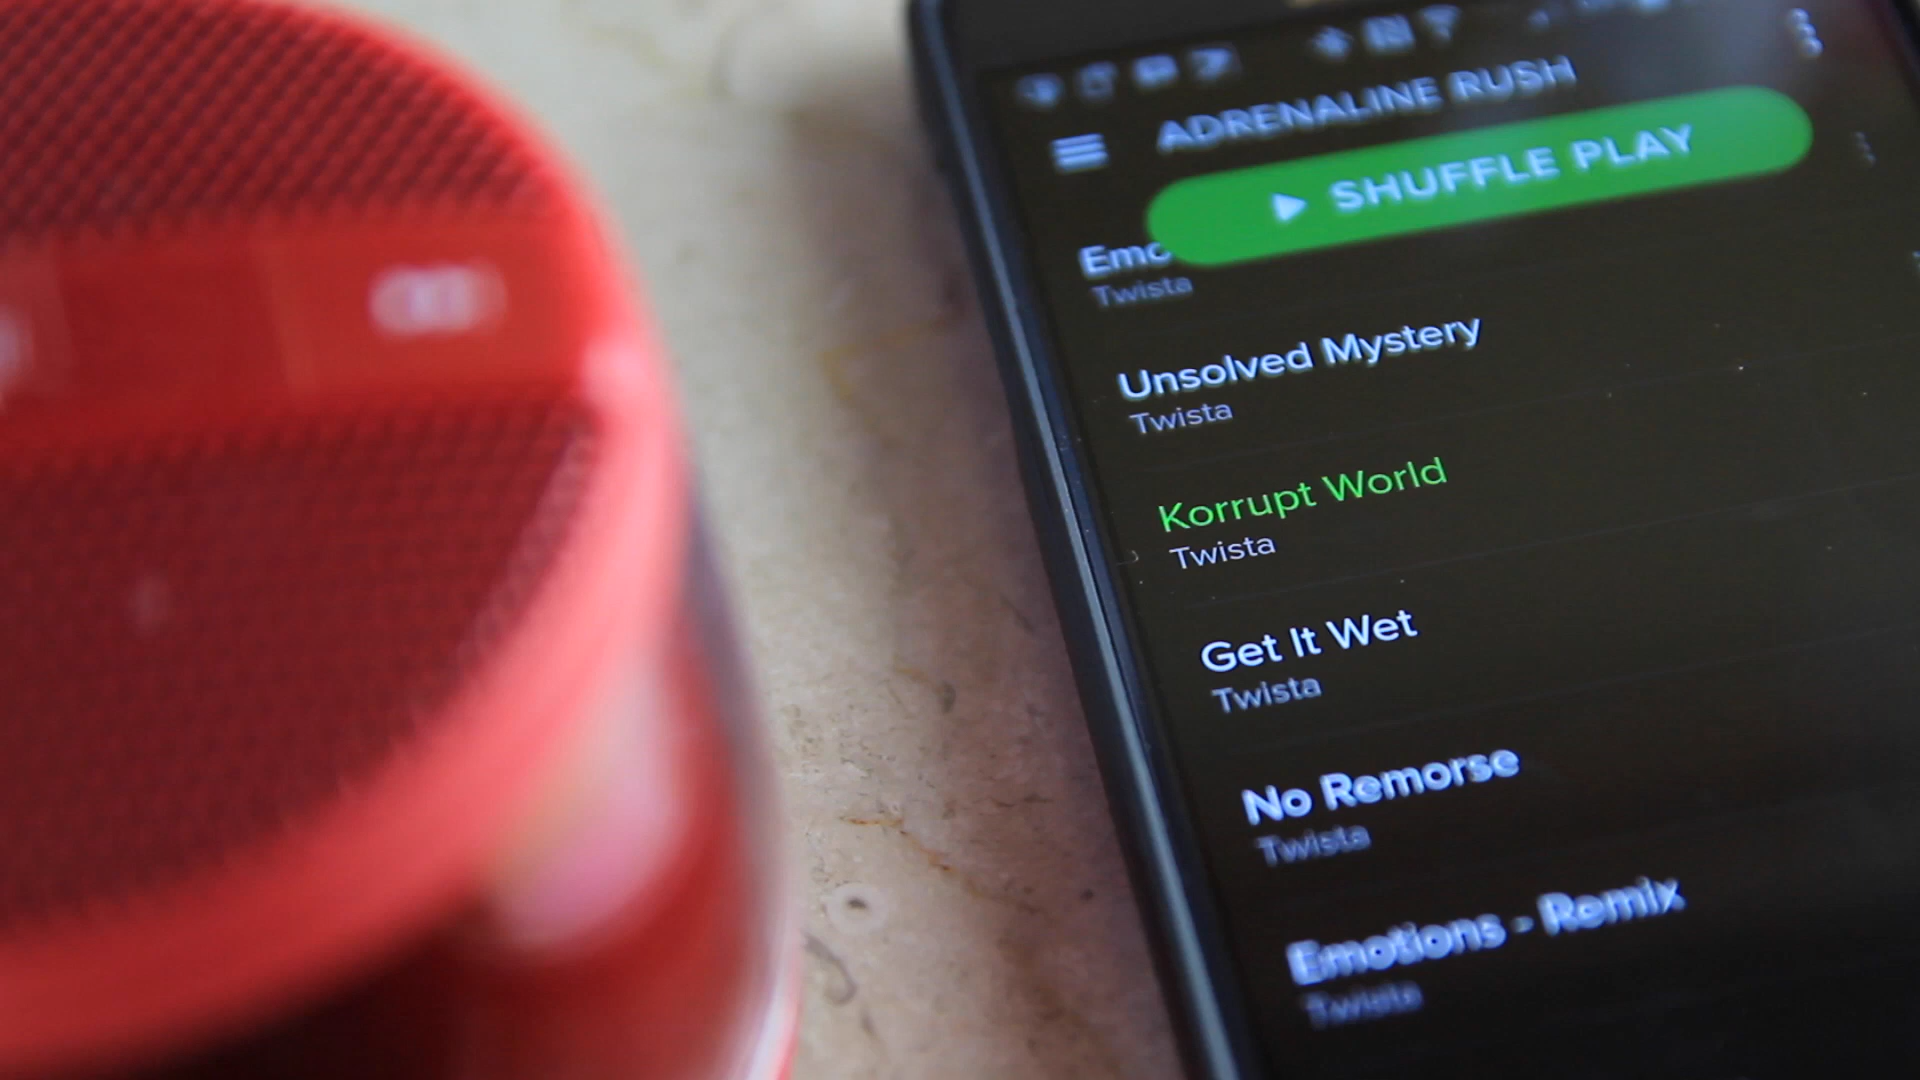 ADRENALINE RUSH
SHUFFLE PLAY
Emo
Twista
Unsolved Mystery
Twista
Korrupt World
Twista
Get It Wet
Twista
No Remorse
Twista
Emotions - Remix
Twista